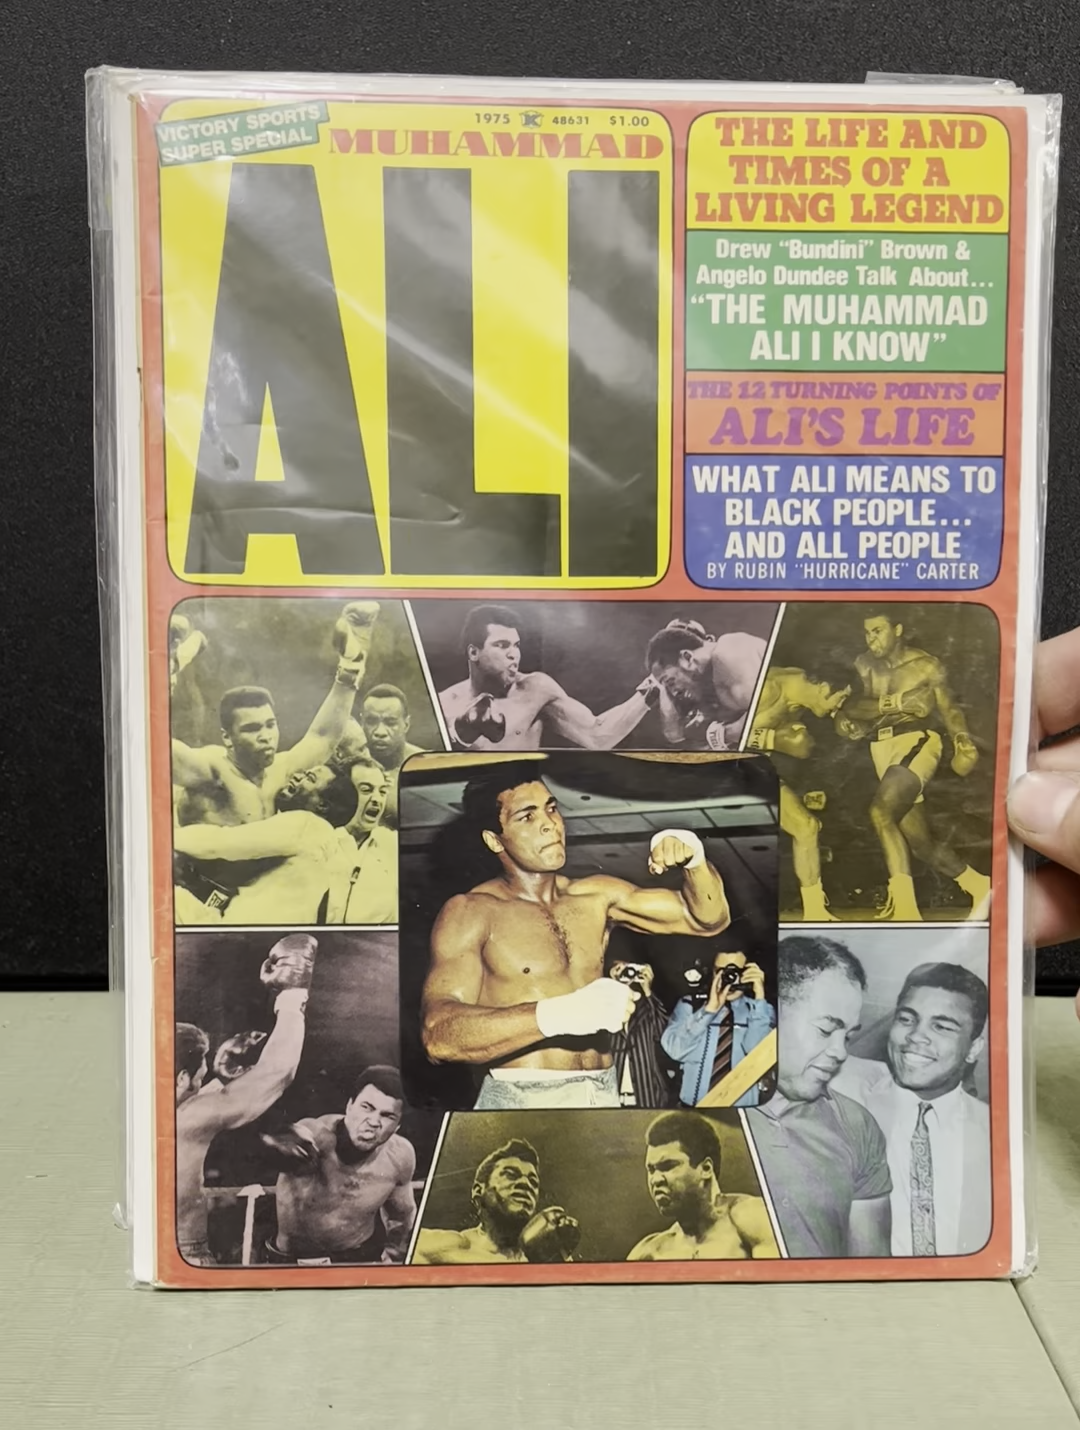 VICTORY SPORTS
SUPER SPECIAL
1975 K 48631 $1.00
MUHAMMAD
ALI
THE LIFE AND
TIMES OF A
LIVING LEGEND
Drew “Bundini” Brown &
Angelo Dundee Talk About...
“THE MUHAMMAD
ALI I KNOW”
THE 12 TURNING POINTS OF
ALI'S LIFE
WHAT ALI MEANS TO
BLACK PEOPLE...
AND ALL PEOPLE
BY RUBIN "HURRICANE" CARTER